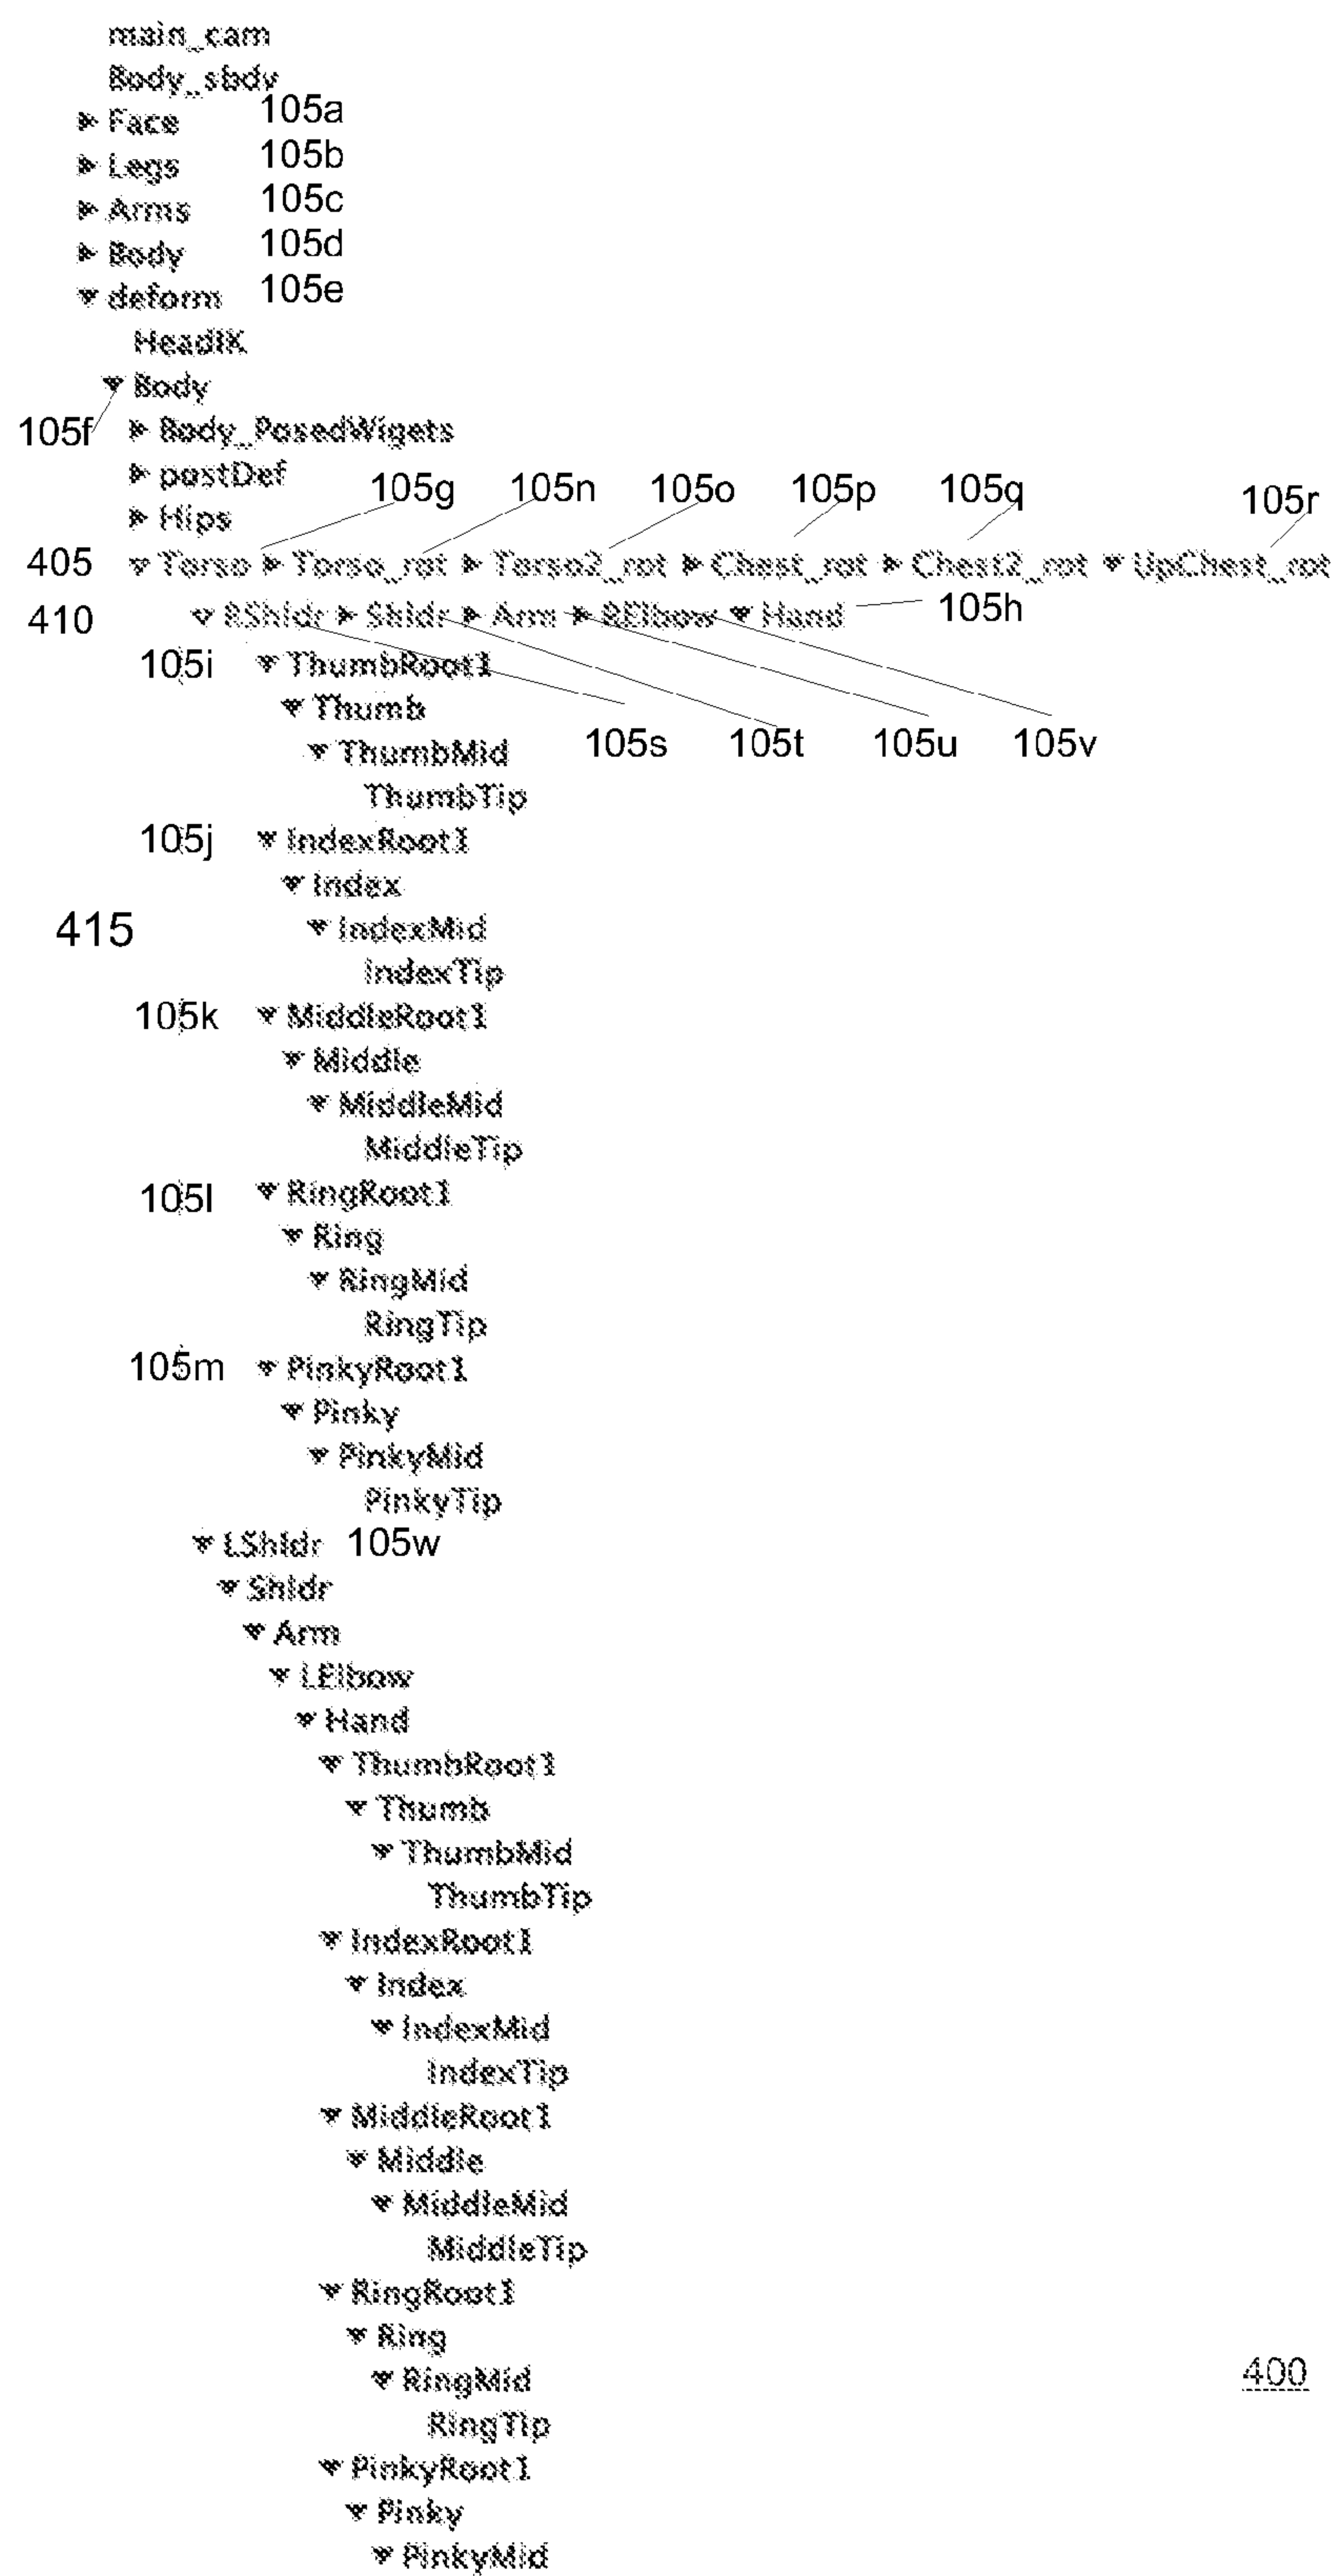 main_cam
Body_sbdv
▶ Face 105a
▶ Legs 105b
▶ Arms 105c
▶ Body 105d
▼ deform 105e
HeadIK
▼ Body
105f ▶ Body_PosedWigets
▶ postDef
105g 105n 105o 105p 105q 105r
▶ Hips
405 ▼ Torso ▶ Torso_rot ▶ Torso2_rot ▶ Chest_rot ▶ Chest2_rot ▼ UpChest_rot
410 ▼ RShldr ▶ Shldr ▶ Arm ▶ RElbow ▼ Hand 105h
105i ▼ ThumbRoot1
▼ Thumb
105s 105t 105u 105v
▼ ThumbMid
ThumbTip
105j ▼ IndexRoot1
▼ Index
415 ▼ IndexMid
IndexTip
105k ▼ MiddleRoot1
▼ Middle
▼ MiddleMid
MiddleTip
105l ▼ RingRoot1
▼ Ring
▼ RingMid
RingTip
105m ▼ PinkyRoot1
▼ Pinky
▼ PinkyMid
PinkyTip
▼ LShldr 105w
▼ Shldr
▼ Arm
▼ LElbow
▼ Hand
▼ ThumbRoot1
▼ Thumb
▼ ThumbMid
ThumbTip
▼ IndexRoot1
▼ Index
▼ IndexMid
IndexTip
▼ MiddleRoot1
▼ Middle
▼ MiddleMid
MiddleTip
▼ RingRoot1
▼ Ring
▼ RingMid
400
RingTip
▼ PinkyRoot1
▼ Pinky
▼ PinkyMid